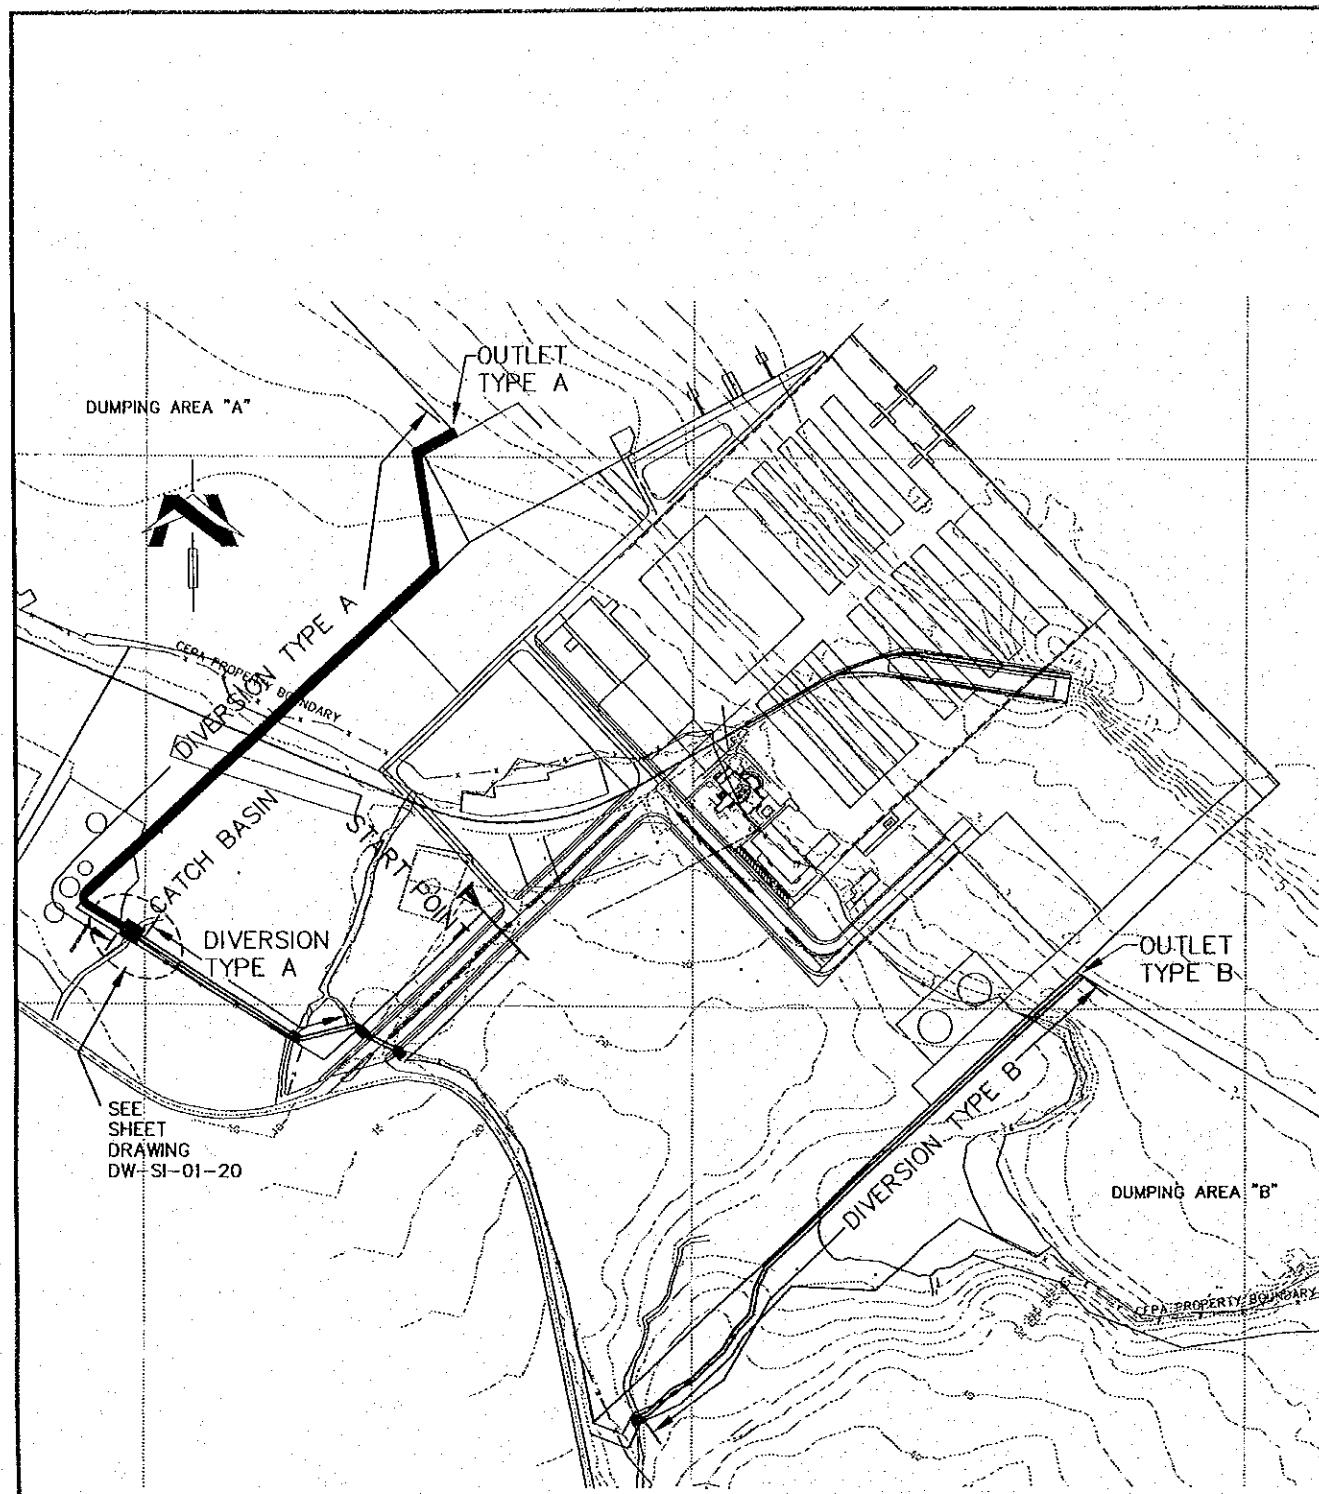 OUTLET
TYPE A
DUMPING AREA "A"
DIVERSION TYPE A
CEPA PROPERTY BOUNDARY
CATCH BASIN
START POINT
DIVERSION
TYPE A
OUTLET
TYPE B
DIVERSION TYPE B
SEE
SHEET
DRAWING
DW-SI-01-20
DUMPING AREA "B"
CEPA PROPERTY BOUNDARY